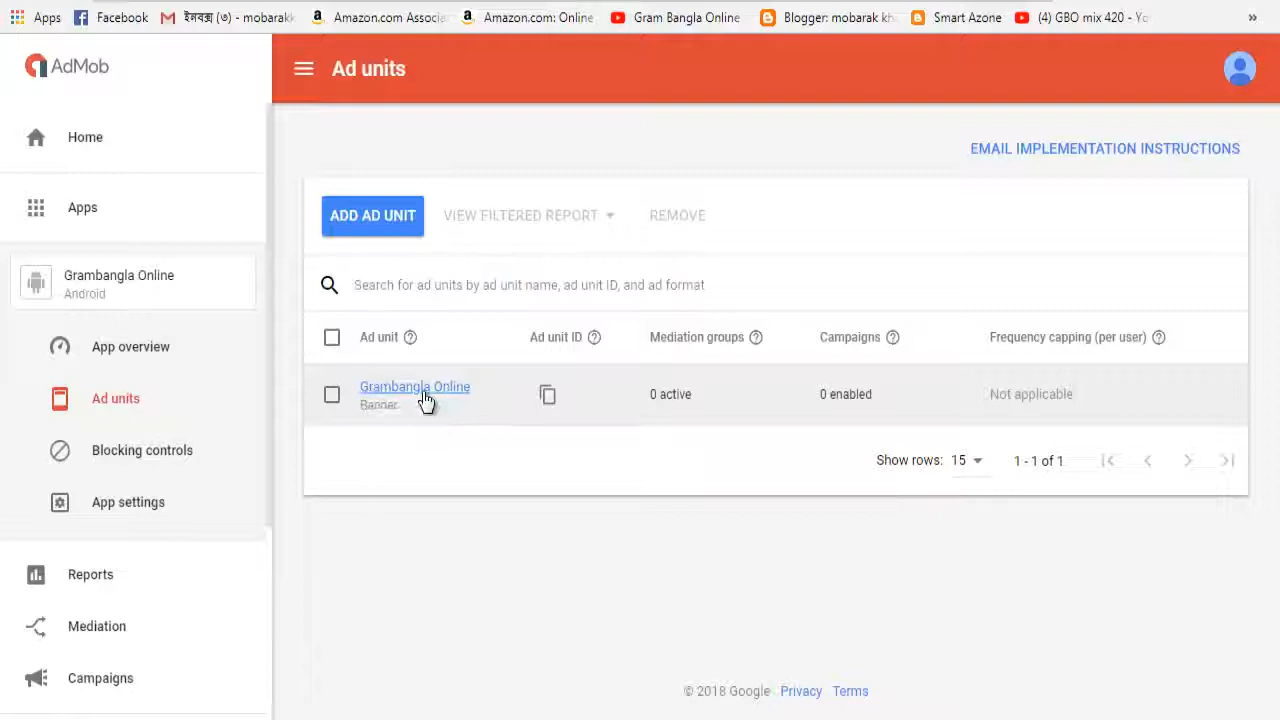 Apps Facebook ইনবক্স (৩) - mobarakk Amazon.com Associa Amazon.com: Online Gram Bangla Online Blogger: mobarak kh Smart Azone (4) GBO mix 420 - Yo »
AdMob
Ad units
Home
EMAIL IMPLEMENTATION INSTRUCTIONS
Apps
ADD AD UNIT VIEW FILTERED REPORT REMOVE
Grambangla Online
Android
Search for ad units by ad unit name, ad unit ID, and ad format
Ad unit Ad unit ID Mediation groups Campaigns Frequency capping (per user)
App overview
Grambangla Online 0 active 0 enabled Not applicable
Banner
Ad units
Blocking controls
Show rows: 15 1 - 1 of 1
App settings
Reports
Mediation
Campaigns
© 2018 Google Privacy Terms